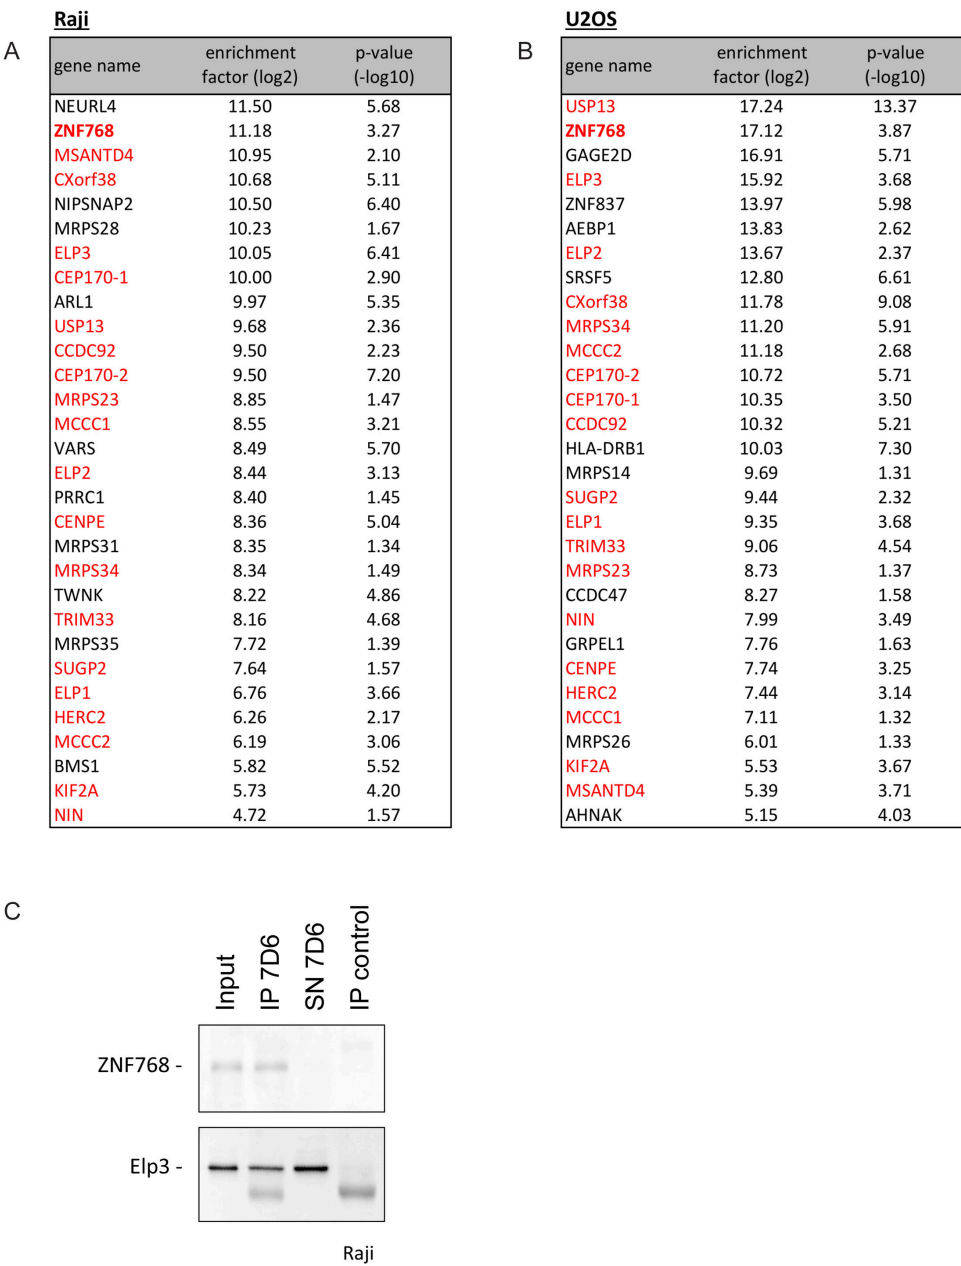 Raji
A
gene name enrichment factor (log2) p-value (-log10)
NEURL4 11.50 5.68
ZNF768 11.18 3.27
MSANTD4 10.95 2.10
CXorf38 10.68 5.11
NIPSNAP2 10.50 6.40
MRPS28 10.23 1.67
ELP3 10.05 6.41
CEP170-1 10.00 2.90
ARL1 9.97 5.35
USP13 9.68 2.36
CCDC92 9.50 2.23
CEP170-2 9.50 7.20
MRPS23 8.85 1.47
MCCC1 8.55 3.21
VARS 8.49 5.70
ELP2 8.44 3.13
PRRC1 8.40 1.45
CENPE 8.36 5.04
MRPS31 8.35 1.34
MRPS34 8.34 1.49
TWNK 8.22 4.86
TRIM33 8.16 4.68
MRPS35 7.72 1.39
SUGP2 7.64 1.57
ELP1 6.76 3.66
HERC2 6.26 2.17
MCCC2 6.19 3.06
BMS1 5.82 5.52
KIF2A 5.73 4.20
NIN 4.72 1.57
U2OS
B
gene name enrichment factor (log2) p-value (-log10)
USP13 17.24 13.37
ZNF768 17.12 3.87
GAGE2D 16.91 5.71
ELP3 15.92 3.68
ZNF837 13.97 5.98
AEBP1 13.83 2.62
ELP2 13.67 2.37
SRSF5 12.80 6.61
CXorf38 11.78 9.08
MRPS34 11.20 5.91
MCCC2 11.18 2.68
CEP170-2 10.72 5.71
CEP170-1 10.35 3.50
CCDC92 10.32 5.21
HLA-DRB1 10.03 7.30
MRPS14 9.69 1.31
SUGP2 9.44 2.32
ELP1 9.35 3.68
TRIM33 9.06 4.54
MRPS23 8.73 1.37
CCDC47 8.27 1.58
NIN 7.99 3.49
GRPEL1 7.76 1.63
CENPE 7.74 3.25
HERC2 7.44 3.14
MCCC1 7.11 1.32
MRPS26 6.01 1.33
KIF2A 5.53 3.67
MSANTD4 5.39 3.71
AHNAK 5.15 4.03
C
Input
IP 7D6
SN 7D6
IP control
ZNF768 -
Elp3 -
Raji